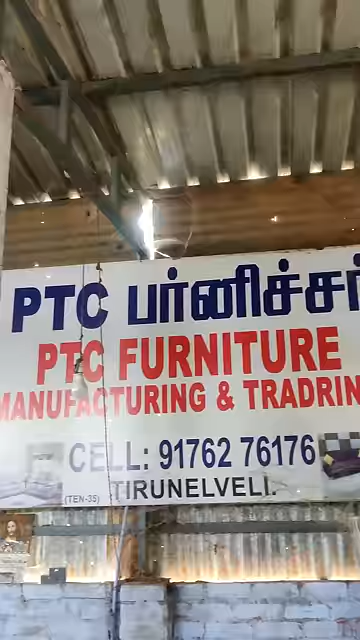 PTC பர்னிச்சர்
PTC FURNITURE
MANUFACTURING & TRADRIN
CELL: 91762 76176
(TEN-35) TIRUNELVELI.